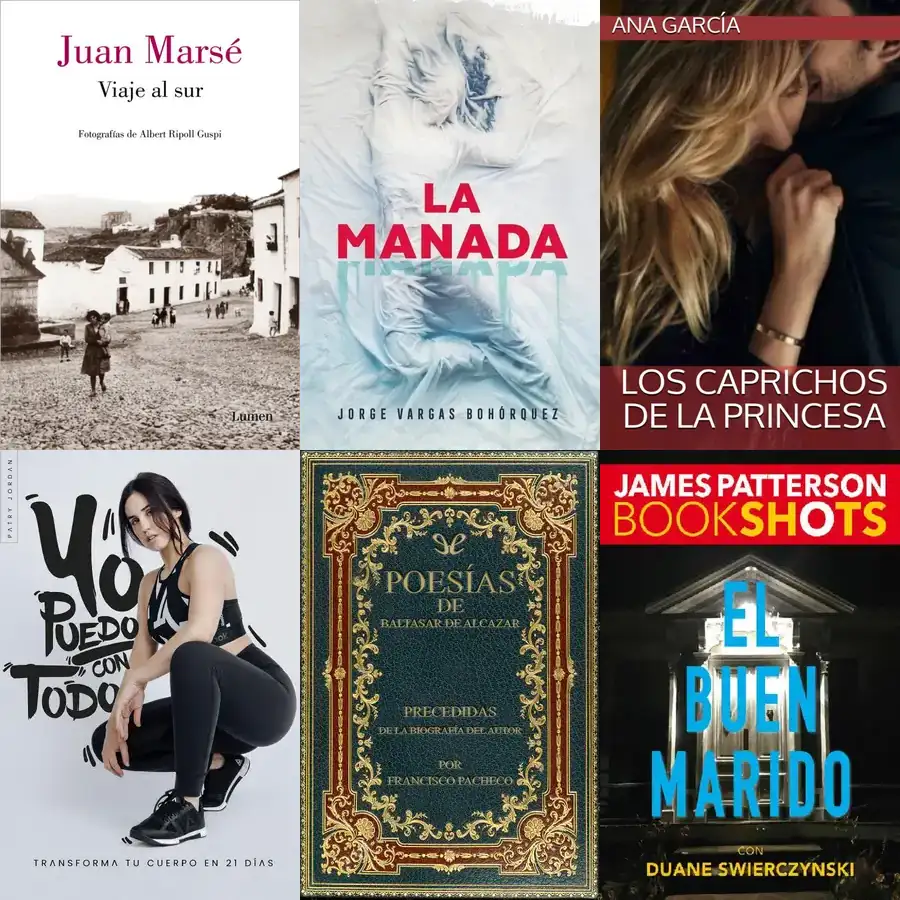 Juan Marsé
Viaje al sur
Fotografías de Albert Ripoll Guspi
Lumen
LA
MANADA
JORGE VARGAS BOHÓRQUEZ
ANA GARCÍA
LOS CAPRICHOS
DE LA PRINCESA
PATRY JORDAN
YO
PUEDO
CON
TODO
TRANSFORMA TU CUERPO EN 21 DÍAS
POESÍAS
DE
BALTASAR DE ALCAZAR
PRECEDIDAS
DE LA BIOGRAFÍA DEL AUTOR
POR
FRANCISCO PACHECO
JAMES PATTERSON
BOOKSHOTS
EL
BUEN
MARIDO
CON
DUANE SWIERCZYNSKI